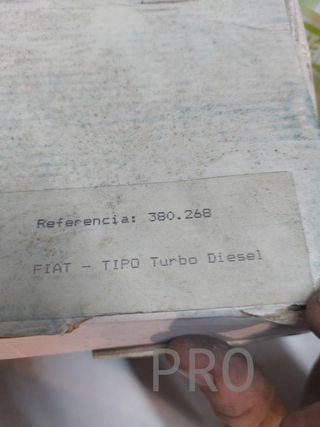 Referencia: 380.268
FIAT - TIPO Turbo Diesel
PRO